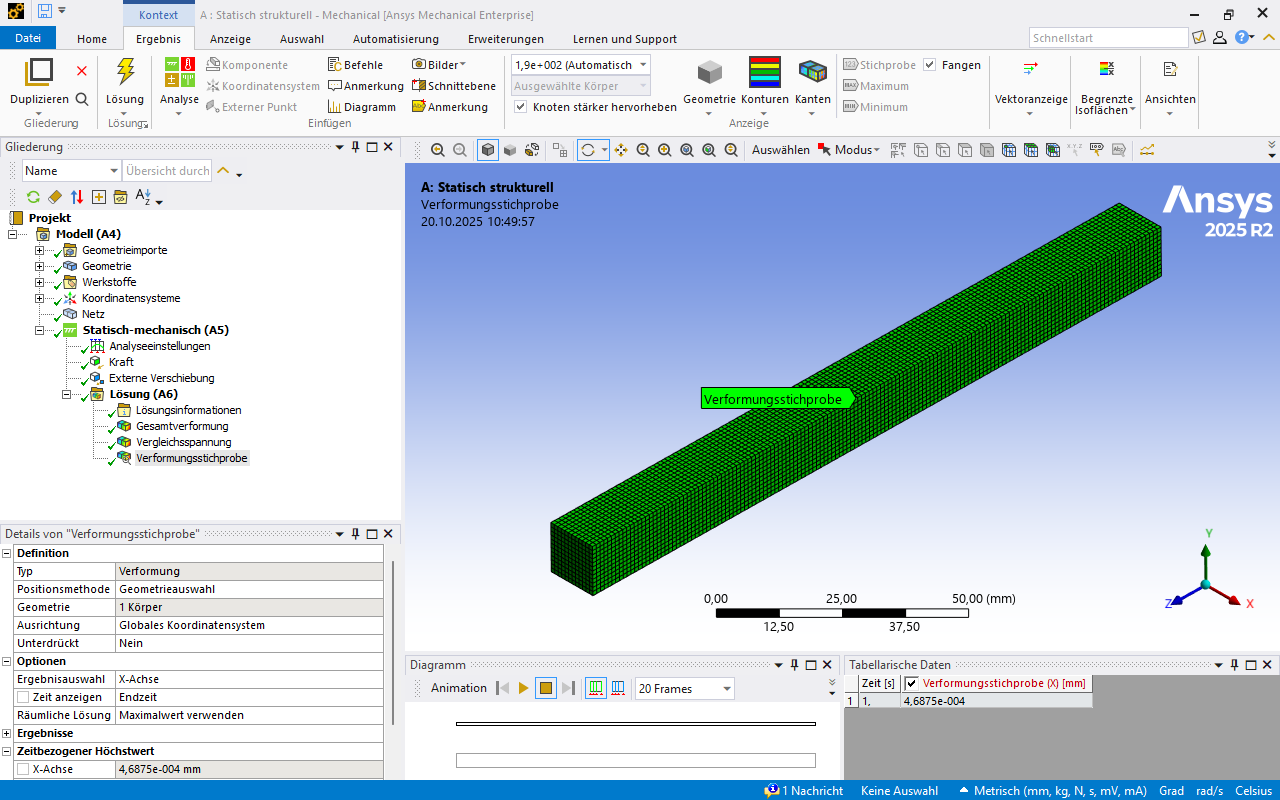 Kontext
A : Statisch strukturell - Mechanical [Ansys Mechanical Enterprise]
Datei
Home
Ergebnis
Anzeige
Auswahl
Automatisierung
Erweiterungen
Lernen und Support
Schnellstart
Duplizieren
Gliederung
Lösung
Lösung
Analyse
Komponente
Koordinatensystem
Externer Punkt
Befehle
Anmerkung
Diagramm
Bilder
Schnittebene
Anmerkung
Einfügen
1,9e+002 (Automatisch
Ausgewählte Körper
Knoten stärker hervorheben
Geometrie
Konturen
Kanten
Anzeige
Stichprobe
Fangen
MAX Maximum
MIN Minimum
Vektoranzeige
Begrenzte
Isoflächen
Ansichten
Gliederung
Name
Übersicht durch
Auswählen
Modus
Projekt
Modell (A4)
Geometrieimporte
Geometrie
Werkstoffe
Koordinatensysteme
Netz
Statisch-mechanisch (A5)
Analyseeinstellungen
Kraft
Externe Verschiebung
Lösung (A6)
Lösungsinformationen
Gesamtverformung
Vergleichsspannung
Verformungsstichprobe
A: Statisch strukturell
Verformungsstichprobe
20.10.2025 10:49:57
Ansys
2025 R2
Verformungsstichprobe
0,00
25,00
50,00 (mm)
12,50
37,50
Y
Z
X
Details von "Verformungsstichprobe"
Definition
Typ Verformung
Positionsmethode Geometrieauswahl
Geometrie 1 Körper
Ausrichtung Globales Koordinatensystem
Unterdrückt Nein
Optionen
Ergebnisauswahl X-Achse
Zeit anzeigen Endzeit
Räumliche Lösung Maximalwert verwenden
Ergebnisse
Zeitbezogener Höchstwert
X-Achse 4,6875e-004 mm
Diagramm
Animation
20 Frames
Tabellarische Daten
Zeit [s] Verformungsstichprobe (X) [mm]
1 1, 4,6875e-004
1 Nachricht
Keine Auswahl
Metrisch (mm, kg, N, s, mV, mA)
Grad
rad/s
Celsius